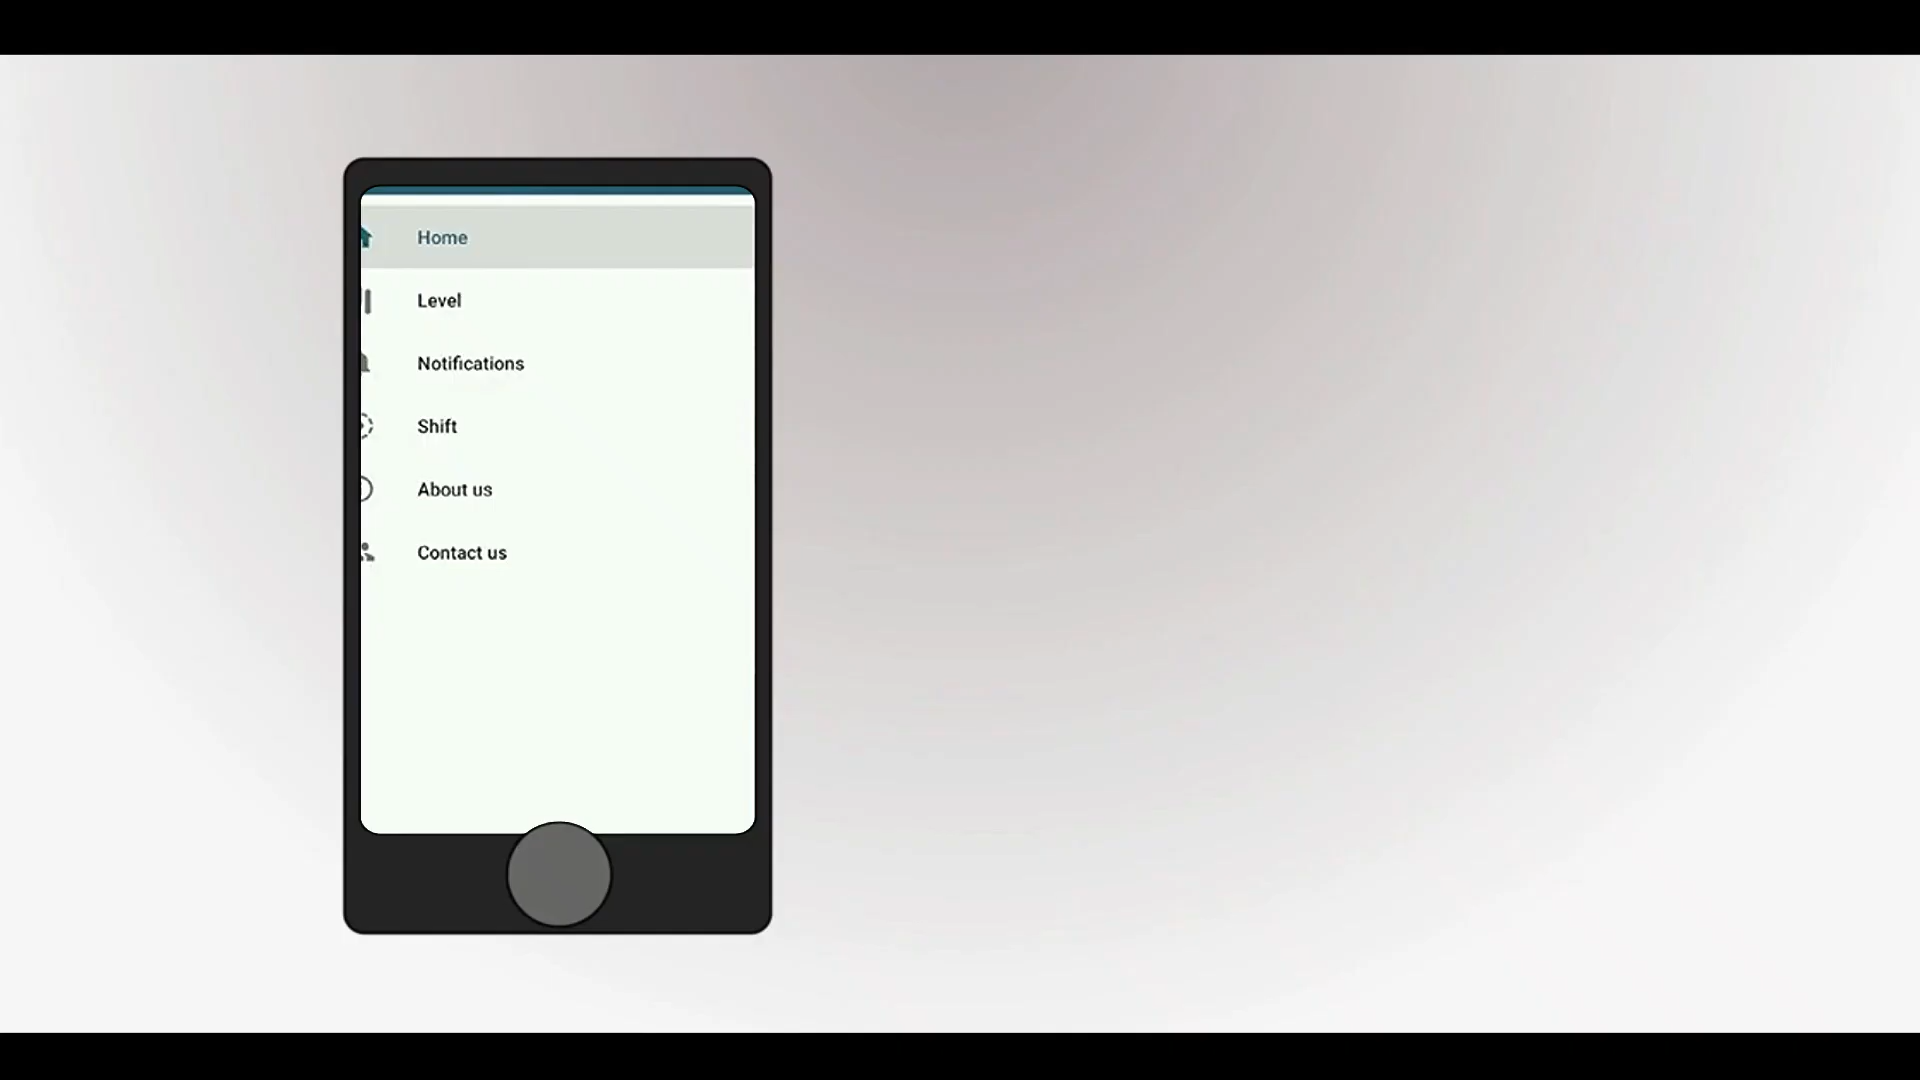 Home
Level
Notifications
Shift
About us
Contact us